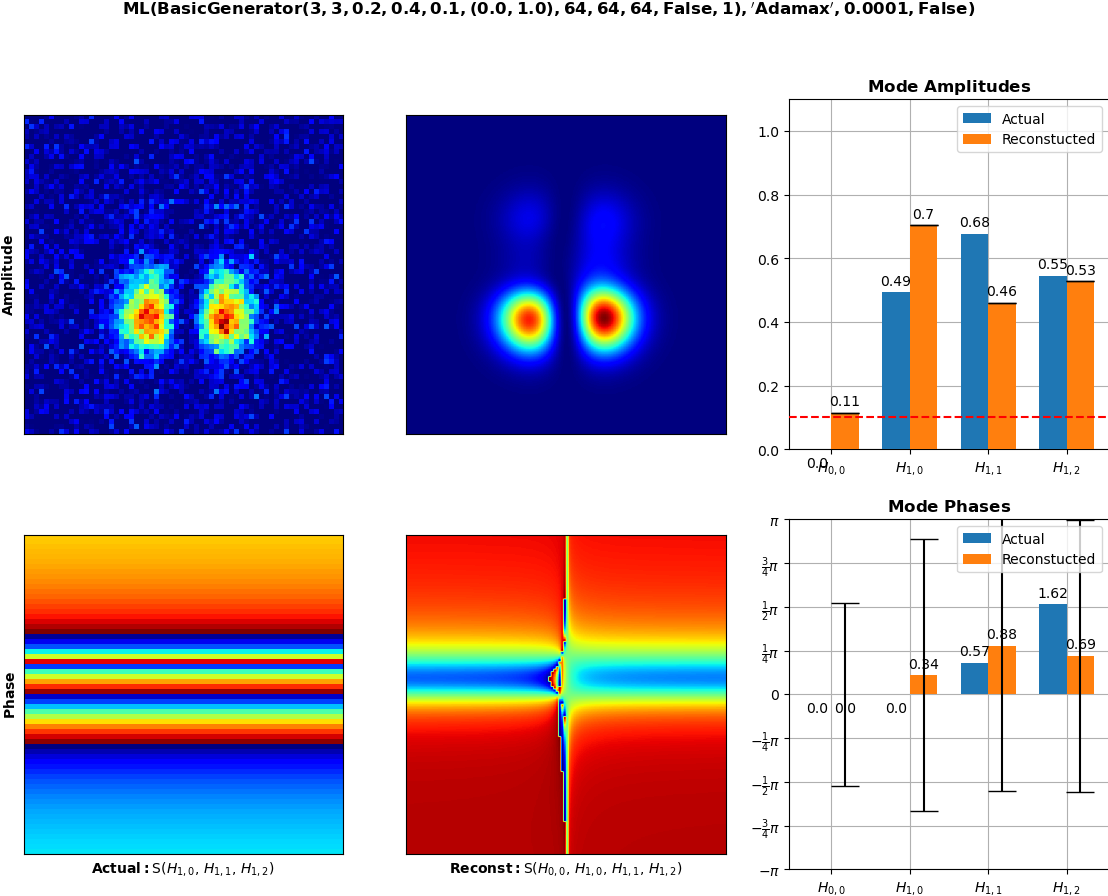 ML(BasicGenerator(3, 3, 0.2, 0.4, 0.1, (0.0, 1.0), 64, 64, 64, False, 1), 'Adamax', 0.0001, False)
Amplitude
Mode Amplitudes
Actual
Reconstucted
1.0
0.8
0.6
0.4
0.2
0.0
0.0
0.11
0.49
0.7
0.68
0.46
0.55
0.53
H0,0
H1,0
H1,1
H1,2
Phase
Actual: S(H1,0, H1,1, H1,2)
Reconst: S(H0,0, H1,0, H1,1, H1,2)
Mode Phases
Actual
Reconstucted
π
3/4π
1/2π
1/4π
0
−1/4π
−1/2π
−3/4π
−π
0.0
0.0
0.0
0.34
0.57
0.88
1.62
0.69
H0,0
H1,0
H1,1
H1,2